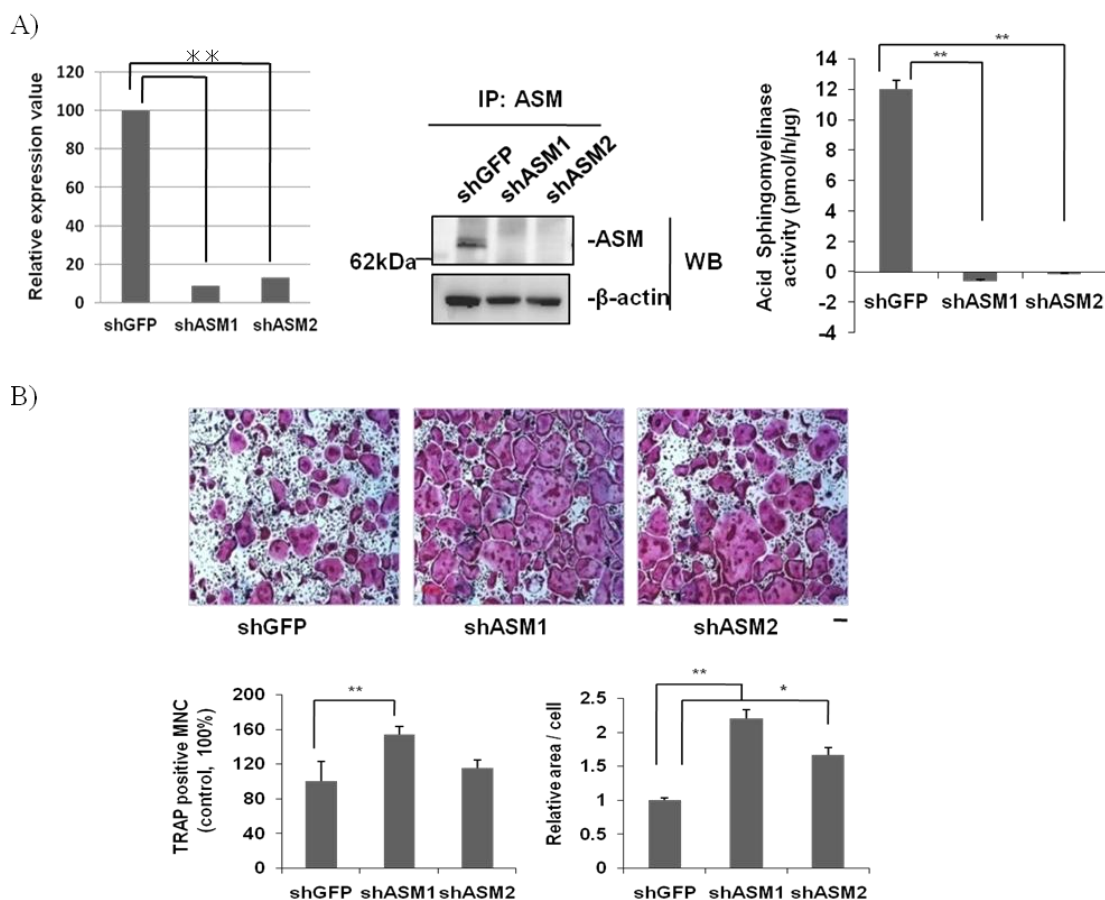 A)
Relative expression value
120
100
80
60
40
20
0
**
shGFP shASM1 shASM2
IP: ASM
shGFP shASM1 shASM2
62kDa
-ASM
-β-actin
WB
Acid Sphingomyelinase
activity (pmol/h/μg)
14
12
10
8
6
4
2
0
-2
-4
**
**
shGFP shASM1 shASM2
B)
shGFP shASM1 shASM2
TRAP positive MNC
(control, 100%)
200
160
120
80
40
0
**
shGFP shASM1 shASM2
Relative area / cell
2.5
2
1.5
1
0.5
0
**
*
shGFP shASM1 shASM2